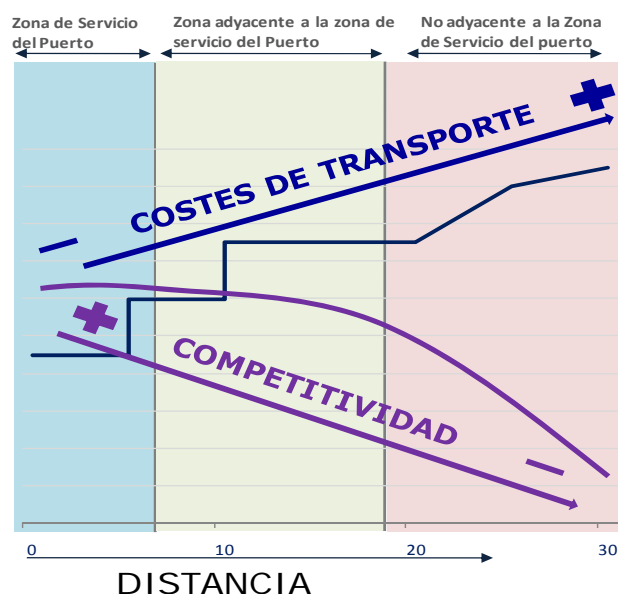 Zona de Servicio
del Puerto
Zona adyacente a la zona de
servicio del Puerto
No adyacente a la Zona
de Servicio del puerto
COSTES DE TRANSPORTE
COMPETITIVIDAD
0
10
20
30
DISTANCIA